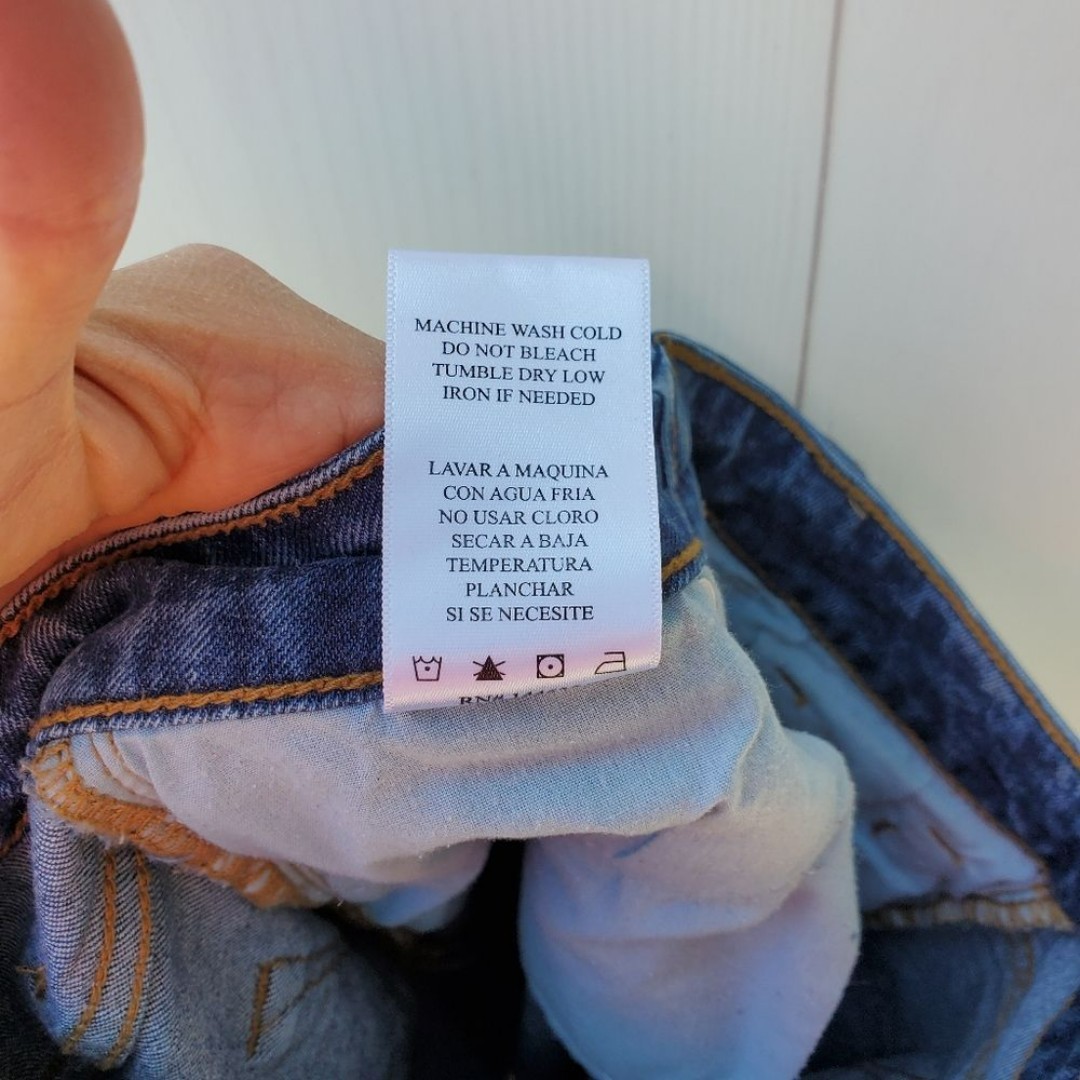 MACHINE WASH COLD
DO NOT BLEACH
TUMBLE DRY LOW
IRON IF NEEDED
LAVAR A MAQUINA
CON AGUA FRIA
NO USAR CLORO
SECAR A BAJA
TEMPERATURA
PLANCHAR
SI SE NECESITE